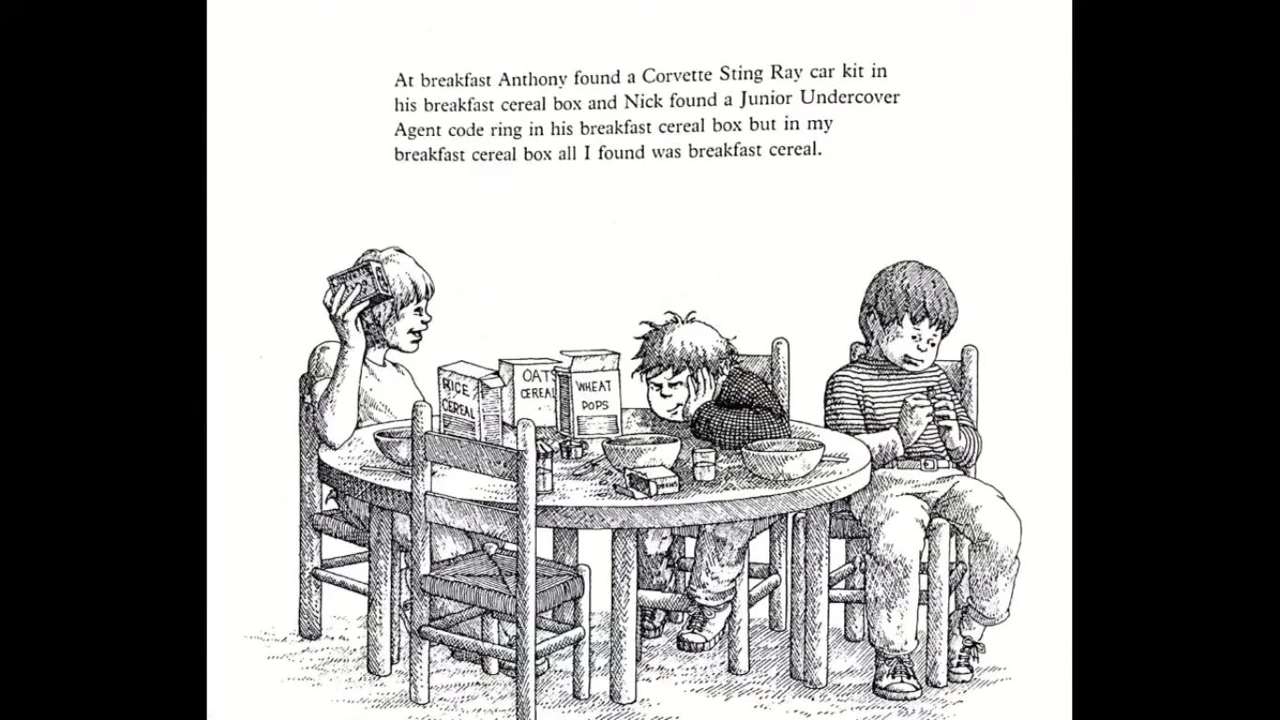 At breakfast Anthony found a Corvette Sting Ray car kit in
his breakfast cereal box and Nick found a Junior Undercover
Agent code ring in his breakfast cereal box but in my
breakfast cereal box all I found was breakfast cereal.
RICE
CEREAL
OATS
CEREAL
WHEAT
POPS